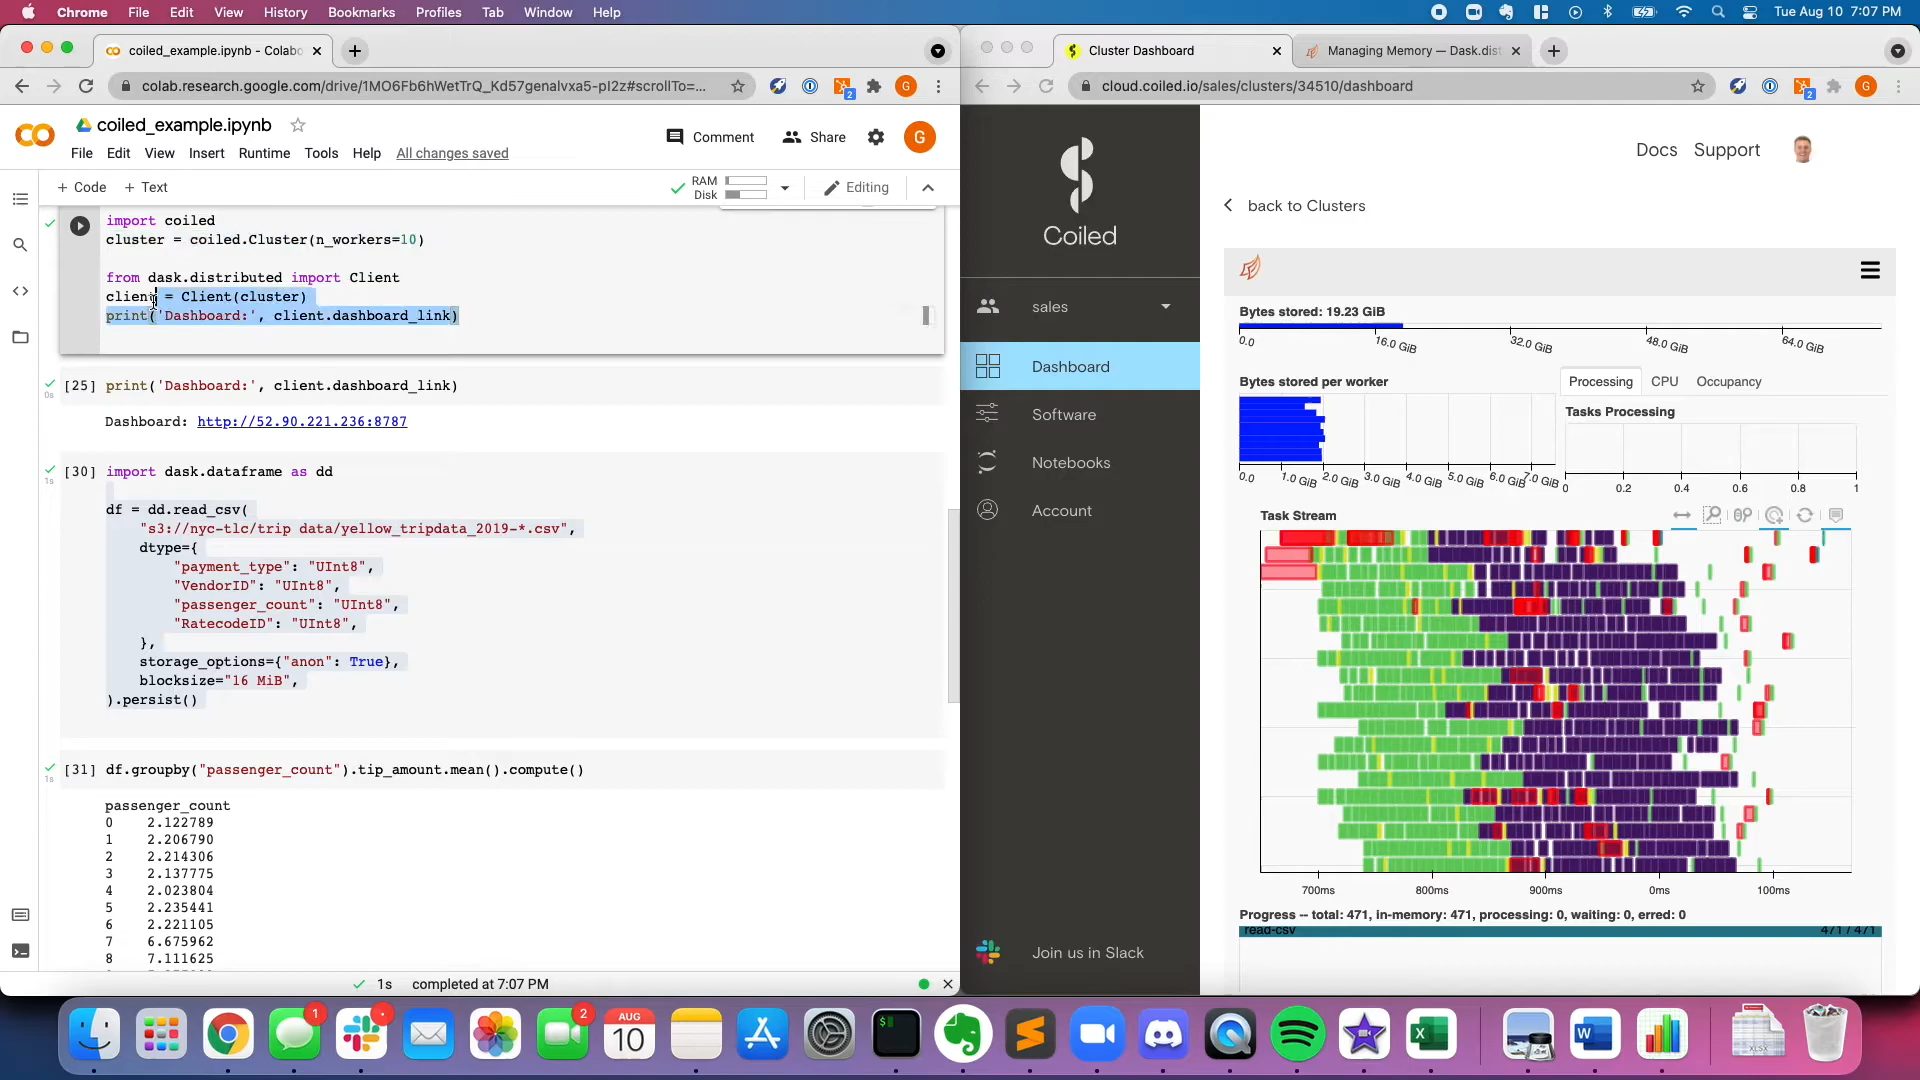 Chrome File Edit View History Bookmarks Profiles Tab Window Help Tue Aug 10 7:07 PM
coiled_example.ipynb - Colabo
colab.research.google.com/drive/1MO6Fb6hWetTrQ_Kd57genalvxa5-pI2z#scrollTo=...
2
G
coiled_example.ipynb
Comment Share G
File Edit View Insert Runtime Tools Help All changes saved
+ Code + Text
RAM
Disk
Editing
import coiled
cluster = coiled.Cluster(n_workers=10)
from dask.distributed import Client
client = Client(cluster)
print('Dashboard:', client.dashboard_link)
[25] print('Dashboard:', client.dashboard_link)
0s
Dashboard: http://52.90.221.236:8787
[30] import dask.dataframe as dd
1s
df = dd.read_csv(
"s3://nyc-tlc/trip data/yellow_tripdata_2019-*.csv",
dtype={
"payment_type": "UInt8",
"VendorID": "UInt8",
"passenger_count": "UInt8",
"RatecodeID": "UInt8",
},
storage_options={"anon": True},
blocksize="16 MiB",
).persist()
[31] df.groupby("passenger_count").tip_amount.mean().compute()
1s
passenger_count
0 2.122789
1 2.206790
2 2.214306
3 2.137775
4 2.023804
5 2.235441
6 2.221105
7 6.675962
8 7.111625
1s completed at 7:07 PM
Cluster Dashboard
Managing Memory — Dask.dist
cloud.coiled.io/sales/clusters/34510/dashboard
2
G
Coiled
sales
Dashboard
Software
Notebooks
Account
Join us in Slack
Docs Support
back to Clusters
Bytes stored: 19.23 GiB
0.0 16.0 GiB 32.0 GiB 48.0 GiB 64.0 GiB
Bytes stored per worker
0.0 1.0 GiB 2.0 GiB 3.0 GiB 4.0 GiB 5.0 GiB 6.0 GiB 7.0 GiB
Processing CPU Occupancy
Tasks Processing
0 0.2 0.4 0.6 0.8 1
Task Stream
700ms 800ms 900ms 0ms 100ms
Progress -- total: 471, in-memory: 471, processing: 0, waiting: 0, erred: 0
read-csv 471 / 471
1
2
AUG
10
$
X
W
XLSX